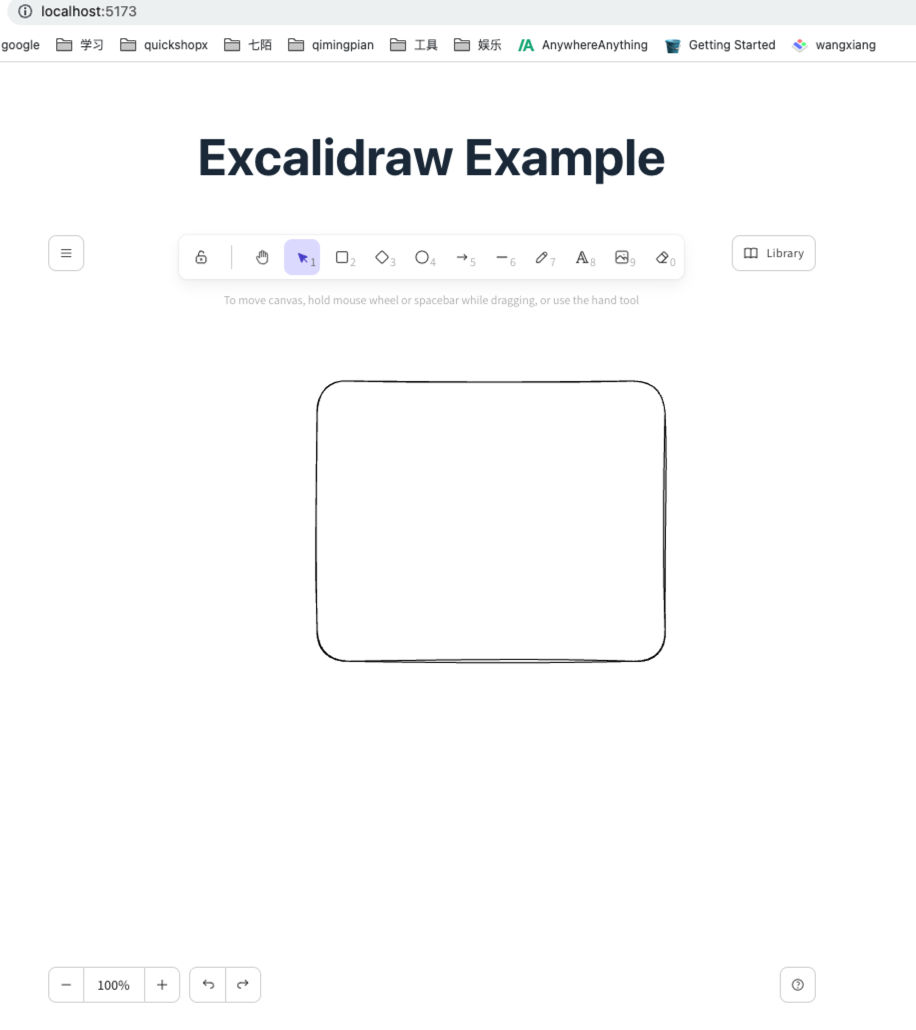 localhost:5173
google 学习 quickshopx 七陌 qimingpian 工具 娱乐 AnywhereAnything Getting Started wangxiang
Excalidraw Example
1 2 3 4 5 6 7 A 8 9 0 Library
To move canvas, hold mouse wheel or spacebar while dragging, or use the hand tool
100%